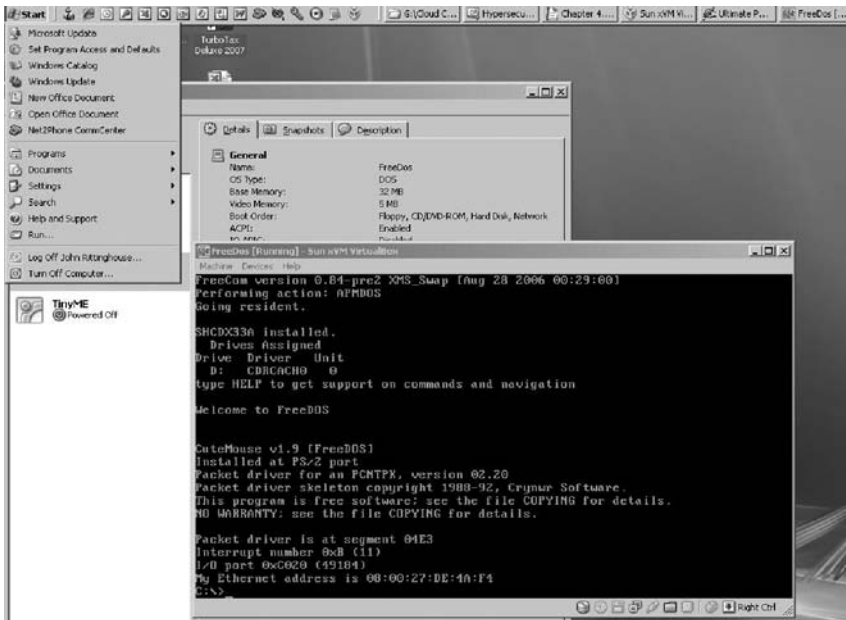 Start
G:\Cloud C...
Hypersecu...
Chapter 4....
Sun xVM Vi...
Ultimate P...
FreeDos [...
Microsoft Update
Set Program Access and Defaults
Windows Catalog
Windows Update
New Office Document
Open Office Document
Net2Phone CommCenter
Programs
Documents
Settings
Search
Help and Support
Run...
Log Off John Rittinghouse...
Turn Off Computer...
TurboTax
Deluxe 2007
Details
Snapshots
Description
General
Name: FreeDos
OS Type: DOS
Base Memory: 32 MB
Video Memory: 5 MB
Boot Order: Floppy, CD/DVD-ROM, Hard Disk, Network
ACPI: Enabled
TinyME
Powered Off
FreeDos [Running] - Sun xVM VirtualBox
Machine Devices Help
FreeCom version 0.84-pre2 XMS_Swap [Aug 28 2006 00:29:00]
Performing action: APMDOS
Going resident.
SHCDX33A installed.
Drives Assigned
Drive Driver Unit
D: CDRCACH0 0
type HELP to get support on commands and navigation
Welcome to FreeDOS
CuteMouse v1.9 [FreeDOS]
Installed at PS/2 port
Packet driver for an PCNTPK, version 02.20
Packet driver skeleton copyright 1988-92, Crynwr Software.
This program is free software; see the file COPYING for details.
NO WARRANTY; see the file COPYING for details.
Packet driver is at segment 04E3
Interrupt number 0xB (11)
I/O port 0xC020 (49184)
My Ethernet address is 08:00:27:DE:4A:F4
C:\>_
Right Ctrl